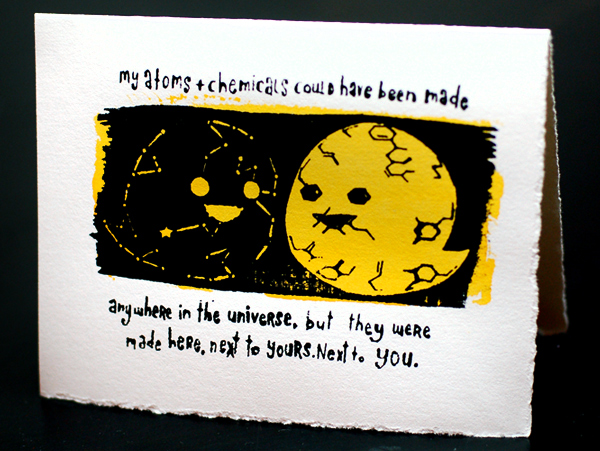 my atoms + chemicals could have been made
anywhere in the universe, but they were
made here, next to yours. Next to you.